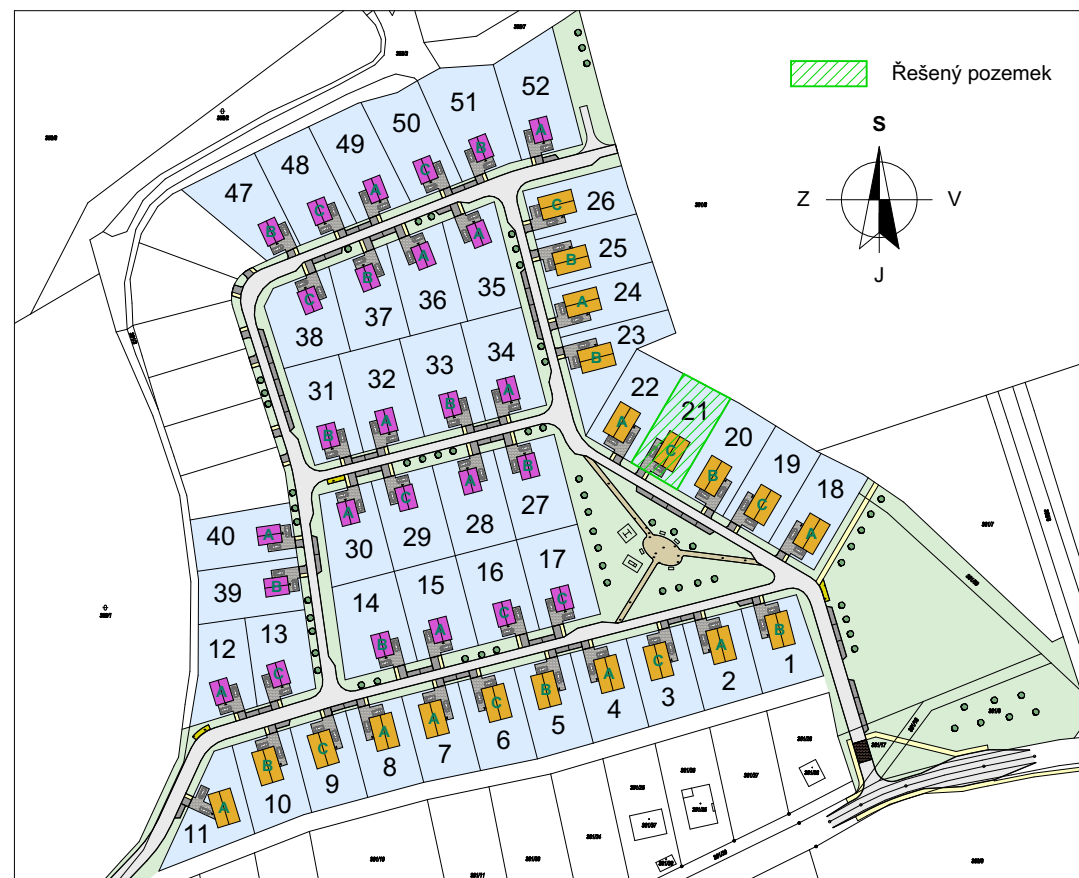 Řešený pozemek
S
Z
V
J
52
A
51
B
50
C
49
A
48
C
47
B
26
C
25
B
24
A
23
B
35
A
36
A
37
B
38
C
34
A
33
B
32
A
31
B
22
A
21
C
20
B
19
C
18
A
27
B
28
A
29
C
30
A
40
A
39
B
17
C
16
C
15
A
14
B
13
C
12
A
1
B
2
A
3
C
4
A
5
B
6
C
7
A
8
A
9
C
10
B
11
A